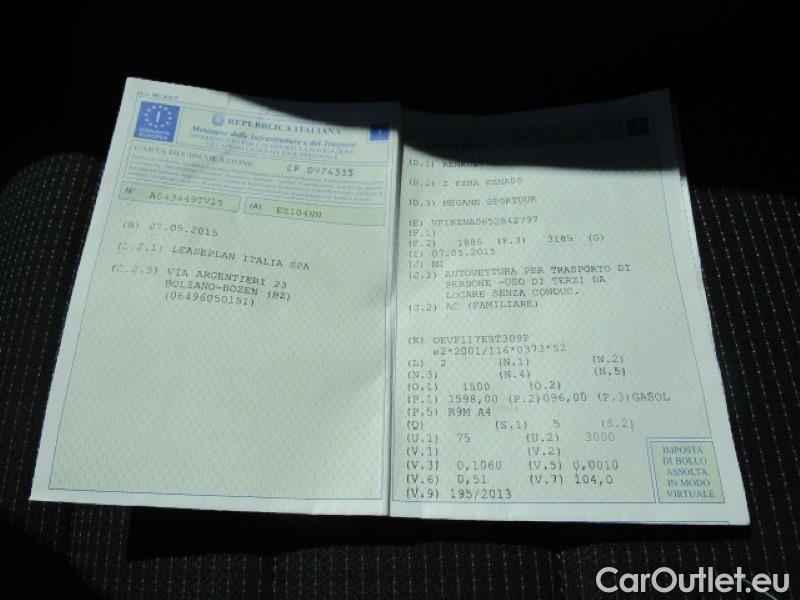 I
COMUNITÀ
EUROPEA
REPUBBLICA ITALIANA
Ministero delle Infrastrutture e dei Trasporti
CARTA DI CIRCOLAZIONE
CP 0974335
N° A043449TV15 (A) EZ104NN
(B) 07.05.2015
(C.2.1) LEASEPLAN ITALIA SPA
(C.2.3) VIA ARGENTIERI 23
BOLZANO-BOZEN (BZ)
(06496050151)
(D.1) RENAULT
(D.2) Z KZNA KZNAD6
(D.3) MEGANE SPORTOUR
(E) VF1KZNA0652842797
(F.1)
(F.2) 1885 (F.3) 3185 (G)
(I) 07.05.2015
(J) M1
(J.1) AUTOVETTURA PER TRASPORTO DI
PERSONE -USO DI TERZI DA
LOCARE SENZA CONDUC.
(J.2) AC (FAMILIARE)
(K) OEVF117EST309P
e2*2001/116*0373*52
(L) 2 (N.1) (N.2)
(N.3) (N.4) (N.5)
(O.1) 1500 (O.2)
(P.1) 1598,00 (P.2)096,00 (P.3)GASOL
(P.5) R9M A4
(Q) (S.1) 5 (S.2)
(U.1) 75 (U.2) 3000
(V.1) (V.2)
(V.3) 0,1060 (V.5) 0,0010
(V.6) 0,51 (V.7) 104,0
(V.9) 195/2013
IMPOSTA
DI BOLLO
ASSOLTA
IN MODO
VIRTUALE
CarOutlet.eu